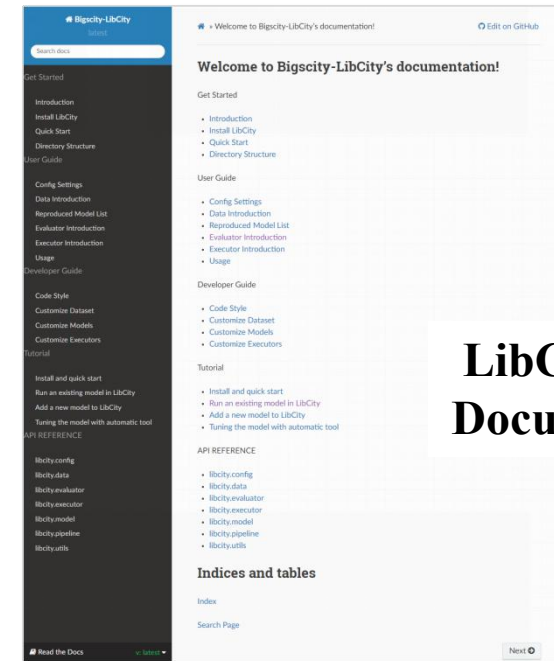 Bigscity-LibCity
latest
Search docs
Get Started
Introduction
Install LibCity
Quick Start
Directory Structure
User Guide
Config Settings
Data Introduction
Reproduced Model List
Evaluator Introduction
Executor Introduction
Usage
Developer Guide
Code Style
Customize Dataset
Customize Models
Customize Executors
Tutorial
Install and quick start
Run an existing model in LibCity
Add a new model to LibCity
Tuning the model with automatic tool
API REFERENCE
libcity.config
libcity.data
libcity.evaluator
libcity.executor
libcity.model
libcity.pipeline
libcity.utils
Read the Docs
v: latest
» Welcome to Bigscity-LibCity's documentation!
Edit on GitHub
Welcome to Bigscity-LibCity's documentation!
Get Started
• Introduction
• Install LibCity
• Quick Start
• Directory Structure
User Guide
• Config Settings
• Data Introduction
• Reproduced Model List
• Evaluator Introduction
• Executor Introduction
• Usage
Developer Guide
• Code Style
• Customize Dataset
• Customize Models
• Customize Executors
Tutorial
• Install and quick start
• Run an existing model in LibCity
• Add a new model to LibCity
• Tuning the model with automatic tool
API REFERENCE
• libcity.config
• libcity.data
• libcity.evaluator
• libcity.executor
• libcity.model
• libcity.pipeline
• libcity.utils
Indices and tables
Index
Search Page
Next
LibC
Docu